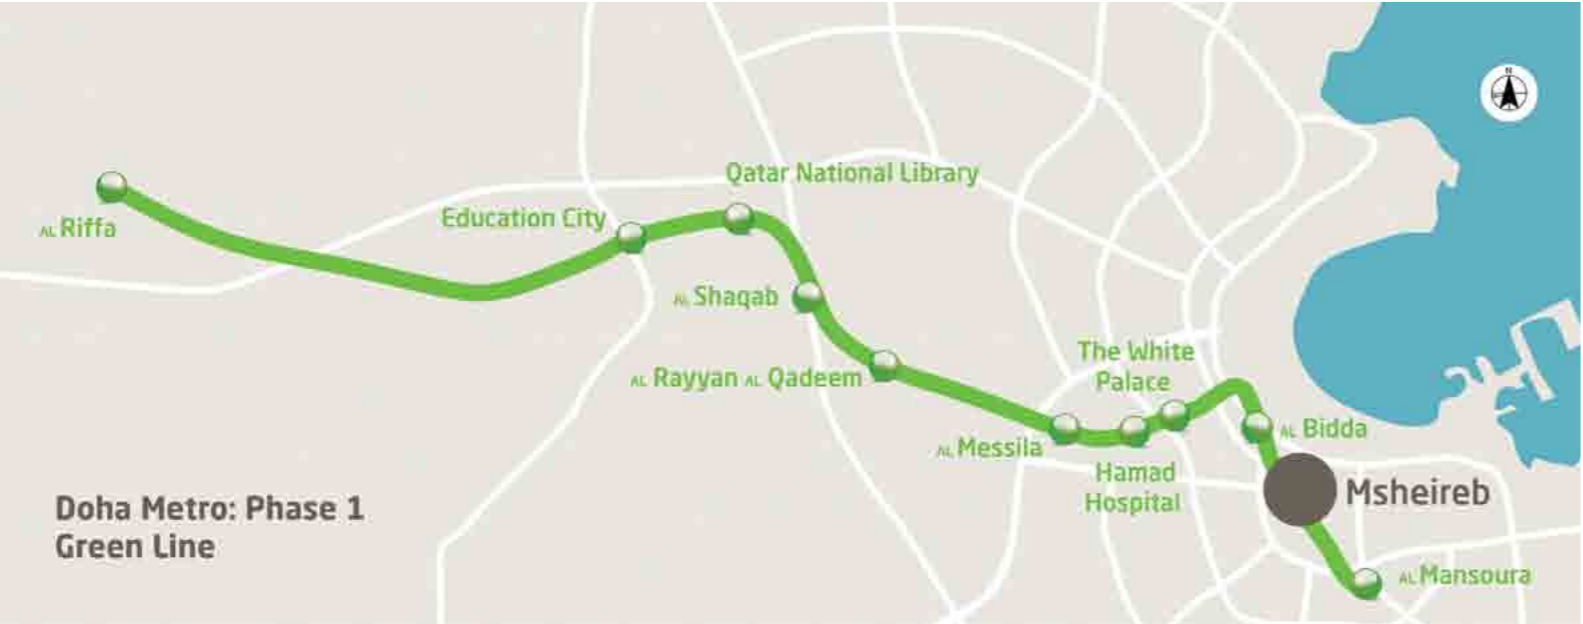 N
Qatar National Library
Education City
AL Riffa
AL Shaqab
The White
Palace
AL Rayyan AL Qadeem
AL Bidda
AL Messila
Hamad
Hospital
Msheireb
Doha Metro: Phase 1
Green Line
AL Mansoura